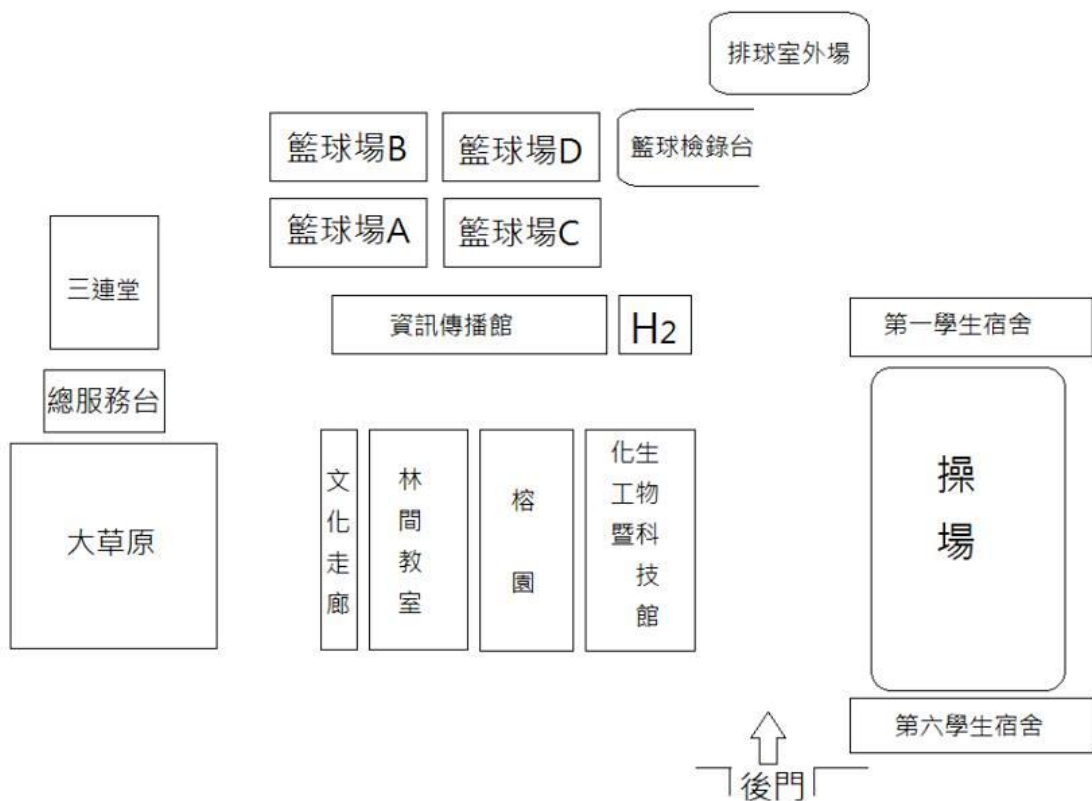 排球室外場
籃球場B
籃球場D
籃球檢錄台
籃球場A
籃球場C
三連堂
資訊傳播館
H2
第一學生宿舍
總服務台
大草原
文化走廊
林間教室
榕園
化工暨
生物科技館
操場
第六學生宿舍
後門